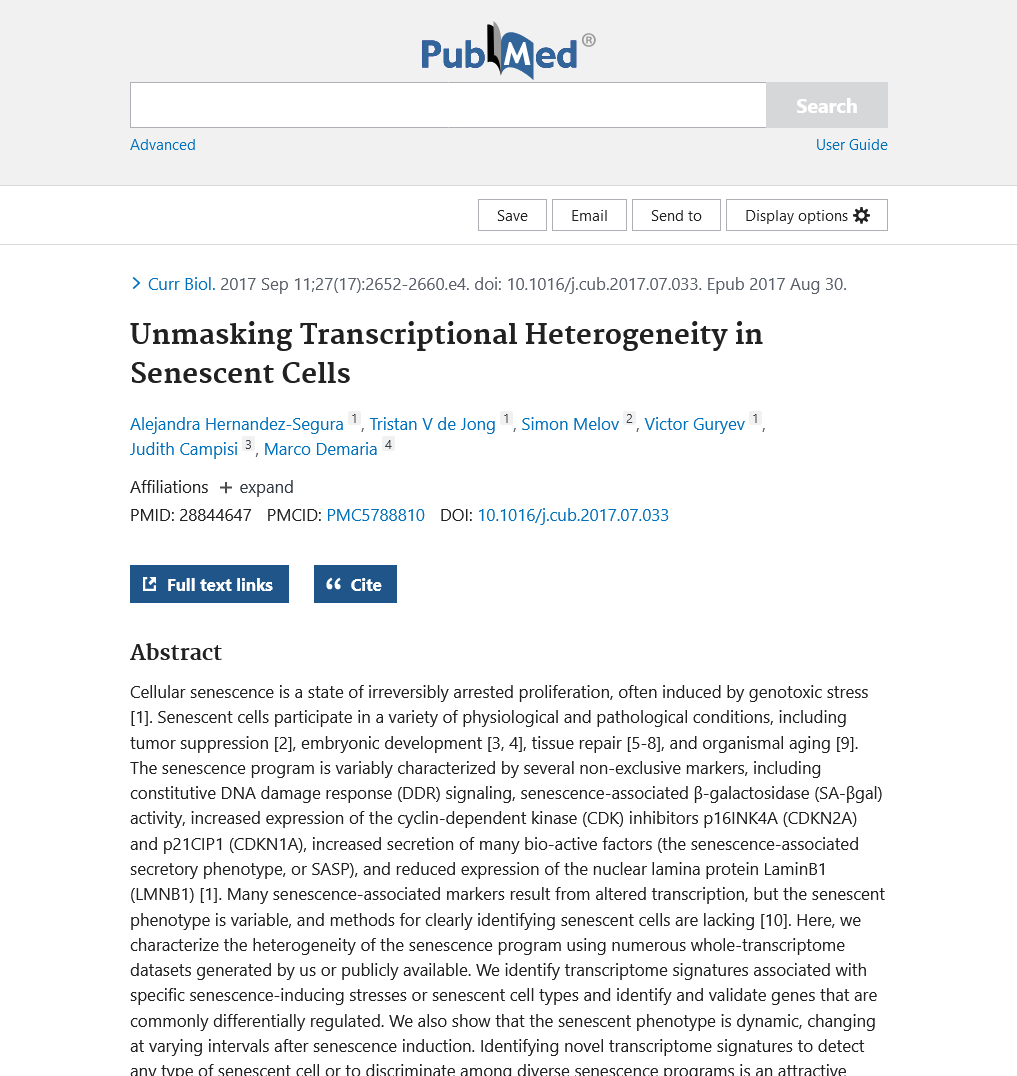 PubMed®
Search
Advanced
User Guide
Save
Email
Send to
Display options
Curr Biol. 2017 Sep 11;27(17):2652-2660.e4. doi: 10.1016/j.cub.2017.07.033. Epub 2017 Aug 30.
Unmasking Transcriptional Heterogeneity in
Senescent Cells
Alejandra Hernandez-Segura 1, Tristan V de Jong 1, Simon Melov 2, Victor Guryev 1,
Judith Campisi 3, Marco Demaria 4
Affiliations + expand
PMID: 28844647 PMCID: PMC5788810 DOI: 10.1016/j.cub.2017.07.033
Full text links
Cite
Abstract
Cellular senescence is a state of irreversibly arrested proliferation, often induced by genotoxic stress
[1]. Senescent cells participate in a variety of physiological and pathological conditions, including
tumor suppression [2], embryonic development [3, 4], tissue repair [5-8], and organismal aging [9].
The senescence program is variably characterized by several non-exclusive markers, including
constitutive DNA damage response (DDR) signaling, senescence-associated β-galactosidase (SA-βgal)
activity, increased expression of the cyclin-dependent kinase (CDK) inhibitors p16INK4A (CDKN2A)
and p21CIP1 (CDKN1A), increased secretion of many bio-active factors (the senescence-associated
secretory phenotype, or SASP), and reduced expression of the nuclear lamina protein LaminB1
(LMNB1) [1]. Many senescence-associated markers result from altered transcription, but the senescent
phenotype is variable, and methods for clearly identifying senescent cells are lacking [10]. Here, we
characterize the heterogeneity of the senescence program using numerous whole-transcriptome
datasets generated by us or publicly available. We identify transcriptome signatures associated with
specific senescence-inducing stresses or senescent cell types and identify and validate genes that are
commonly differentially regulated. We also show that the senescent phenotype is dynamic, changing
at varying intervals after senescence induction. Identifying novel transcriptome signatures to detect
any type of senescent cell or to discriminate among diverse senescence programs is an attractive